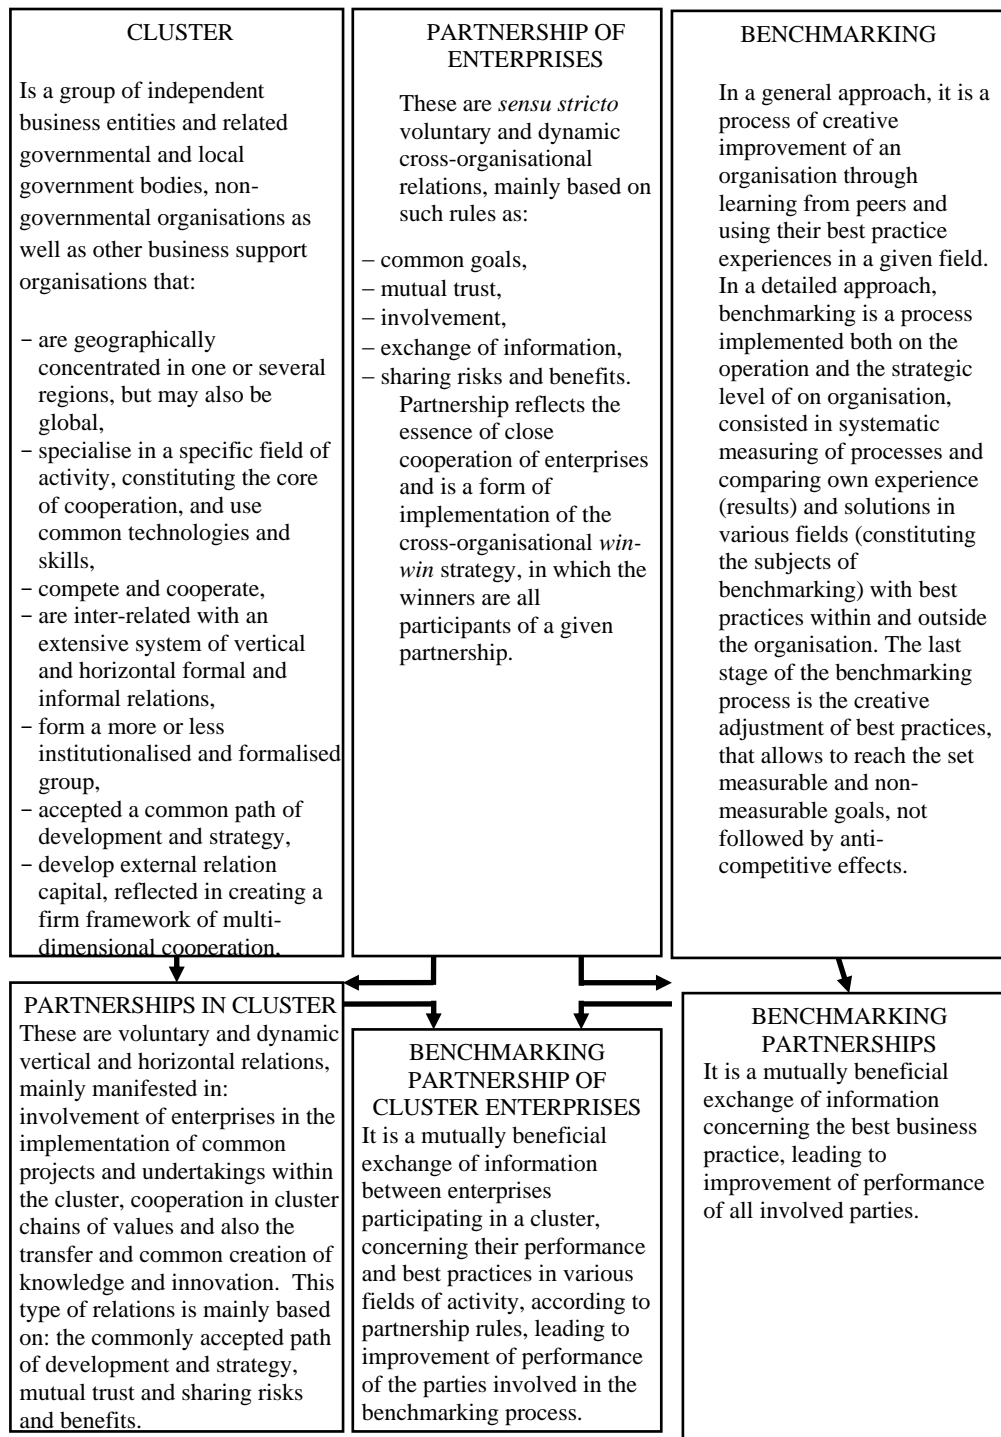 CLUSTER
Is a group of independent
business entities and related
governmental and local
government bodies, non-
governmental organisations as
well as other business support
organisations that:
– are geographically
concentrated in one or several
regions, but may also be
global,
– specialise in a specific field of
activity, constituting the core
of cooperation, and use
common technologies and
skills,
– compete and cooperate,
– are inter-related with an
extensive system of vertical
and horizontal formal and
informal relations,
– form a more or less
institutionalised and formalised
group,
– accepted a common path of
development and strategy,
– develop external relation
capital, reflected in creating a
firm framework of multi-
dimensional cooperation,
PARTNERSHIP OF
ENTERPRISES
These are sensu stricto
voluntary and dynamic
cross-organisational
relations, mainly based on
such rules as:
– common goals,
– mutual trust,
– involvement,
– exchange of information,
– sharing risks and benefits.
Partnership reflects the
essence of close
cooperation of enterprises
and is a form of
implementation of the
cross-organisational win-
win strategy, in which the
winners are all
participants of a given
partnership.
BENCHMARKING
In a general approach, it is a
process of creative
improvement of an
organisation through
learning from peers and
using their best practice
experiences in a given field.
In a detailed approach,
benchmarking is a process
implemented both on the
operation and the strategic
level of on organisation,
consisted in systematic
measuring of processes and
comparing own experience
(results) and solutions in
various fields (constituting
the subjects of
benchmarking) with best
practices within and outside
the organisation. The last
stage of the benchmarking
process is the creative
adjustment of best practices,
that allows to reach the set
measurable and non-
measurable goals, not
followed by anti-
competitive effects.
PARTNERSHIPS IN CLUSTER
These are voluntary and dynamic
vertical and horizontal relations,
mainly manifested in:
involvement of enterprises in the
implementation of common
projects and undertakings within
the cluster, cooperation in cluster
chains of values and also the
transfer and common creation of
knowledge and innovation. This
type of relations is mainly based
on: the commonly accepted path
of development and strategy,
mutual trust and sharing risks
and benefits.
BENCHMARKING
PARTNERSHIP OF
CLUSTER ENTERPRISES
It is a mutually beneficial
exchange of information
between enterprises
participating in a cluster,
concerning their performance
and best practices in various
fields of activity, according to
partnership rules, leading to
improvement of performance
of the parties involved in the
benchmarking process.
BENCHMARKING
PARTNERSHIPS
It is a mutually beneficial
exchange of information
concerning the best business
practice, leading to
improvement of performance
of all involved parties.